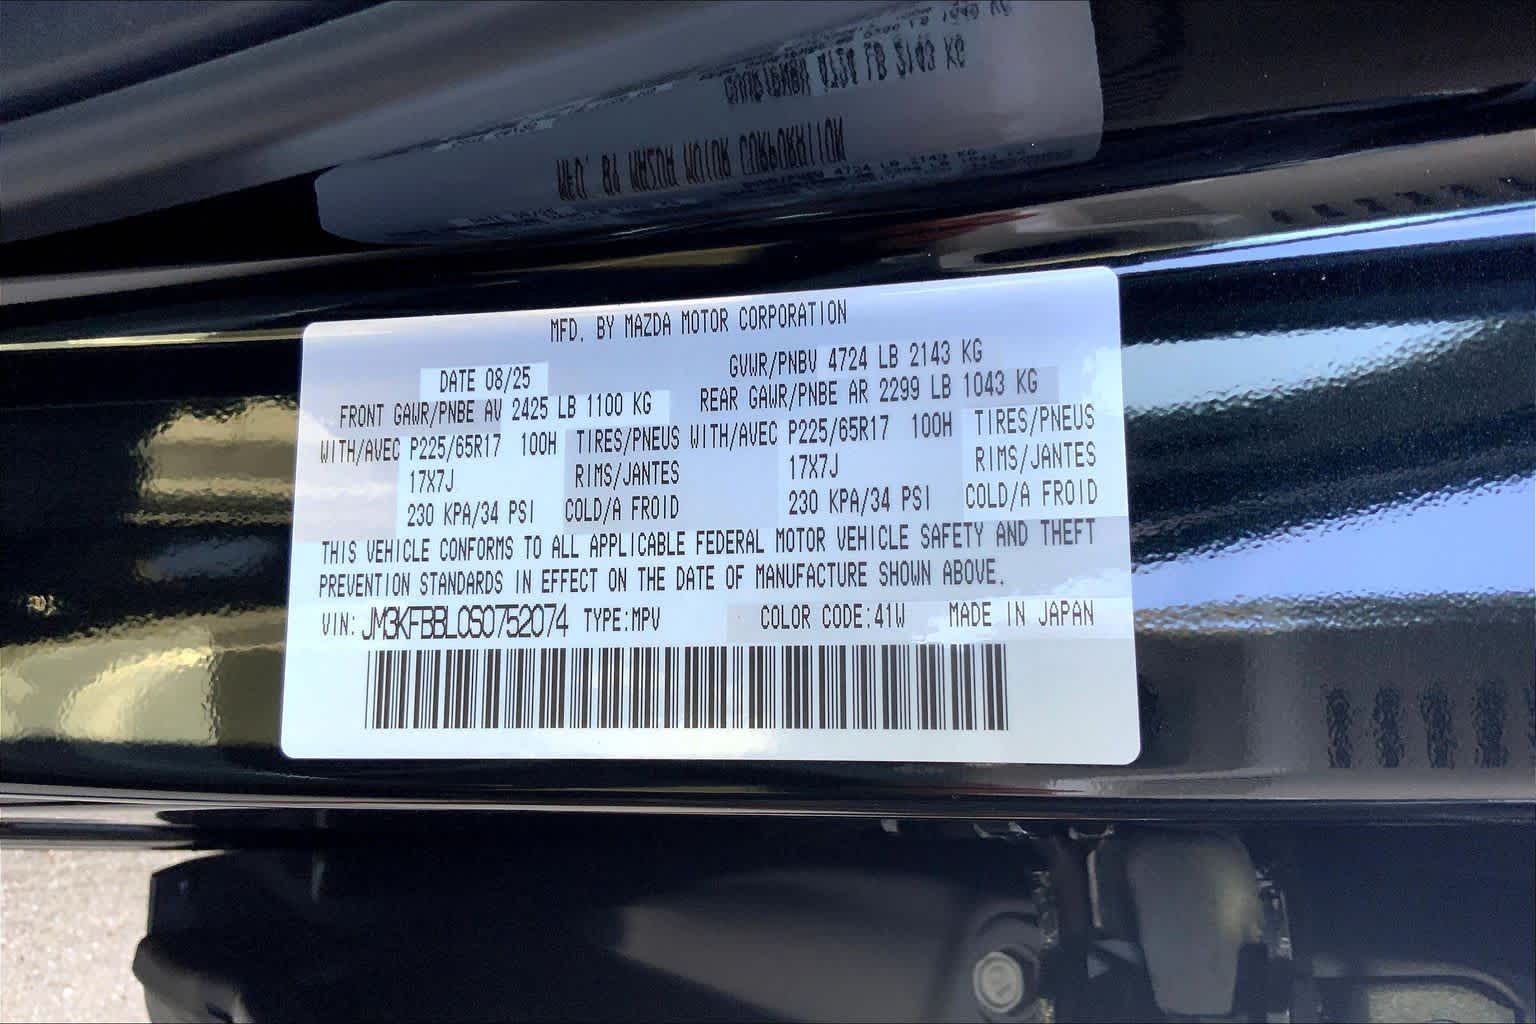 MFD. BY MAZDA MOTOR CORPORATION
DATE 08/25 GVWR/PNBV 4724 LB 2143 KG
FRONT GAWR/PNBE AV 2425 LB 1100 KG REAR GAWR/PNBE AR 2299 LB 1043 KG
WITH/AVEC P225/65R17 100H TIRES/PNEUS WITH/AVEC P225/65R17 100H TIRES/PNEUS
17X7J RIMS/JANTES 17X7J RIMS/JANTES
230 KPA/34 PSI COLD/A FROID 230 KPA/34 PSI COLD/A FROID
THIS VEHICLE CONFORMS TO ALL APPLICABLE FEDERAL MOTOR VEHICLE SAFETY AND THEFT
PREVENTION STANDARDS IN EFFECT ON THE DATE OF MANUFACTURE SHOWN ABOVE.
VIN: JM3KFBBL0S0752074 TYPE:MPV COLOR CODE:41W MADE IN JAPAN